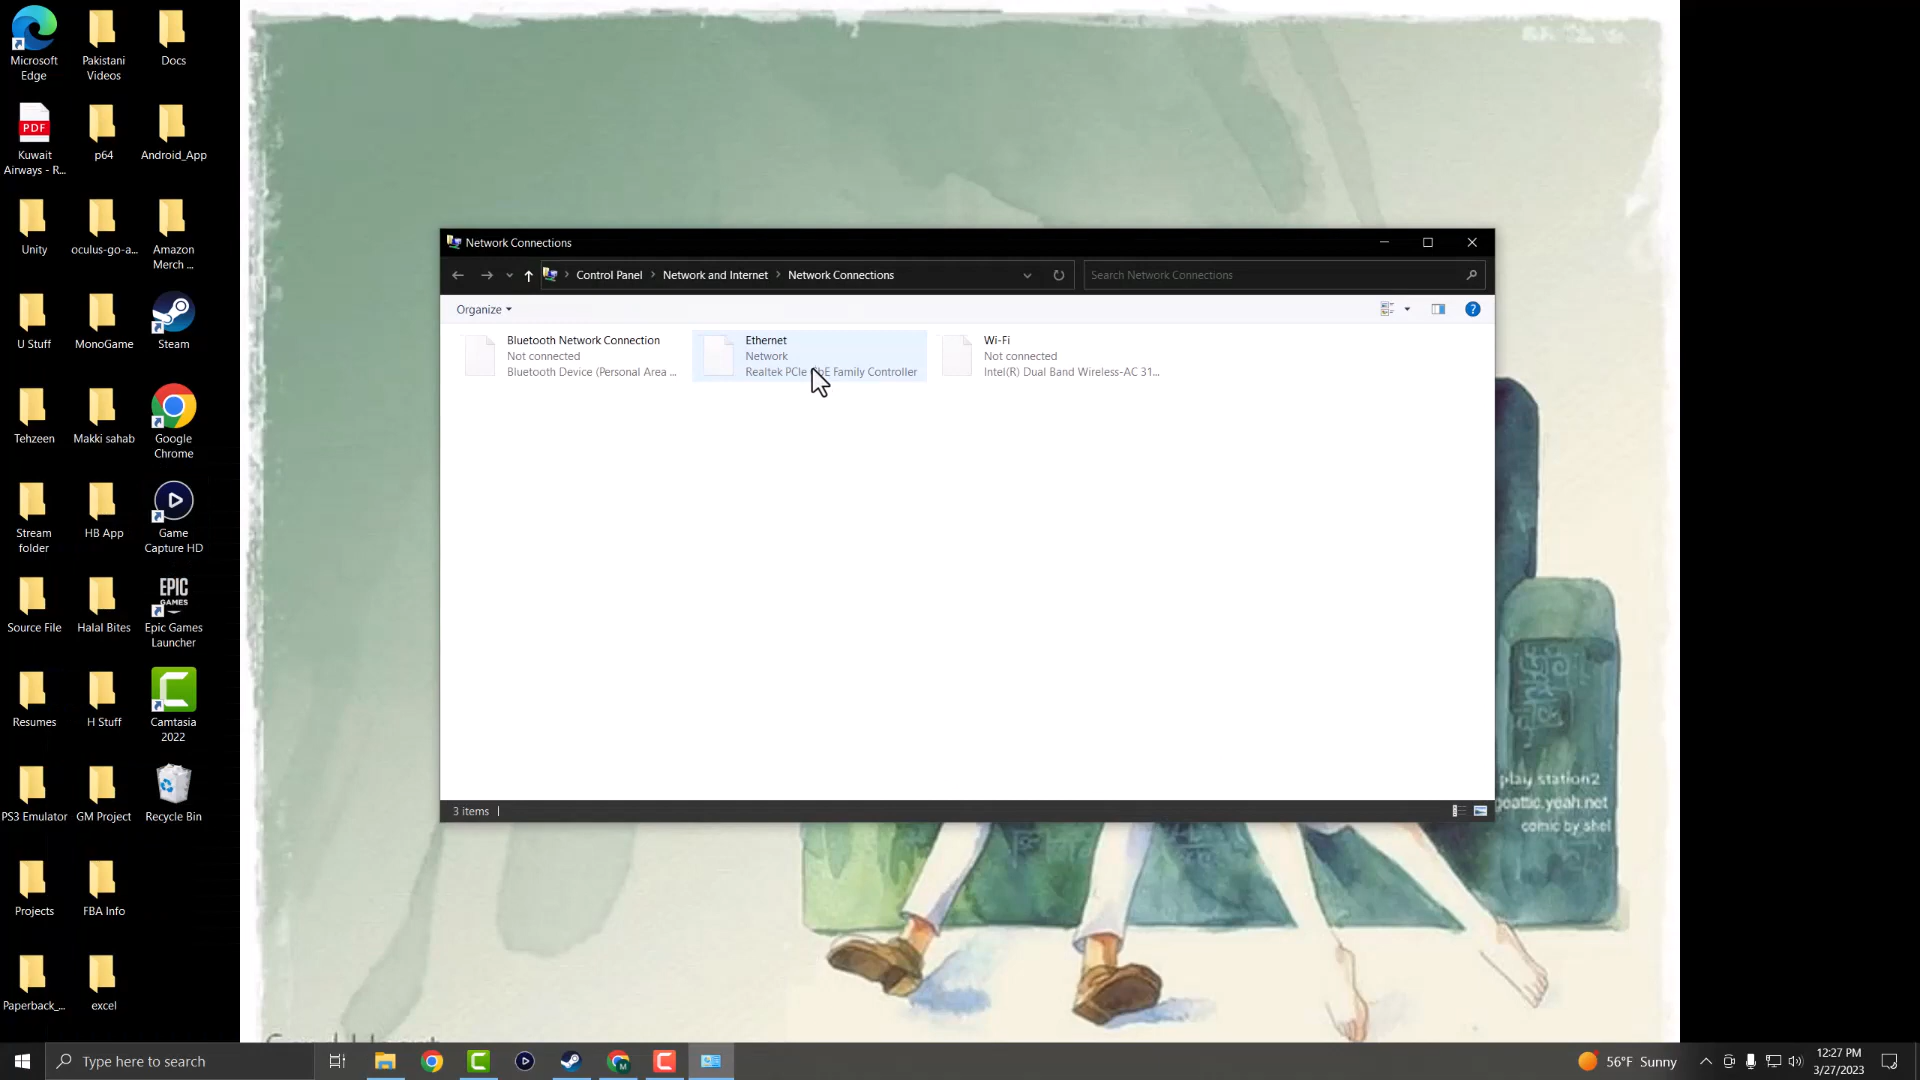 Microsoft
Edge
Pakistani
Videos
Docs
PDF
Kuwait
Airways - R...
p64
Android_App
Unity
oculus-go-a...
Amazon
Merch ...
U Stuff
MonoGame
Steam
Tehzeen
Makki sahab
Google
Chrome
Stream
folder
HB App
Game
Capture HD
Source File
Halal Bites
EPIC
GAMES
Epic Games
Launcher
Resumes
H Stuff
Camtasia
2022
PS3 Emulator
GM Project
Recycle Bin
Projects
FBA Info
Paperback_...
excel
Network Connections
Control Panel
Network and Internet
Network Connections
Search Network Connections
Organize
Bluetooth Network Connection
Not connected
Bluetooth Device (Personal Area ...
Ethernet
Network
Realtek PCIe GbE Family Controller
Wi-Fi
Not connected
Intel(R) Dual Band Wireless-AC 31...
3 items
play station2
comic by shel
Type here to search
56°F Sunny
12:27 PM
3/27/2023